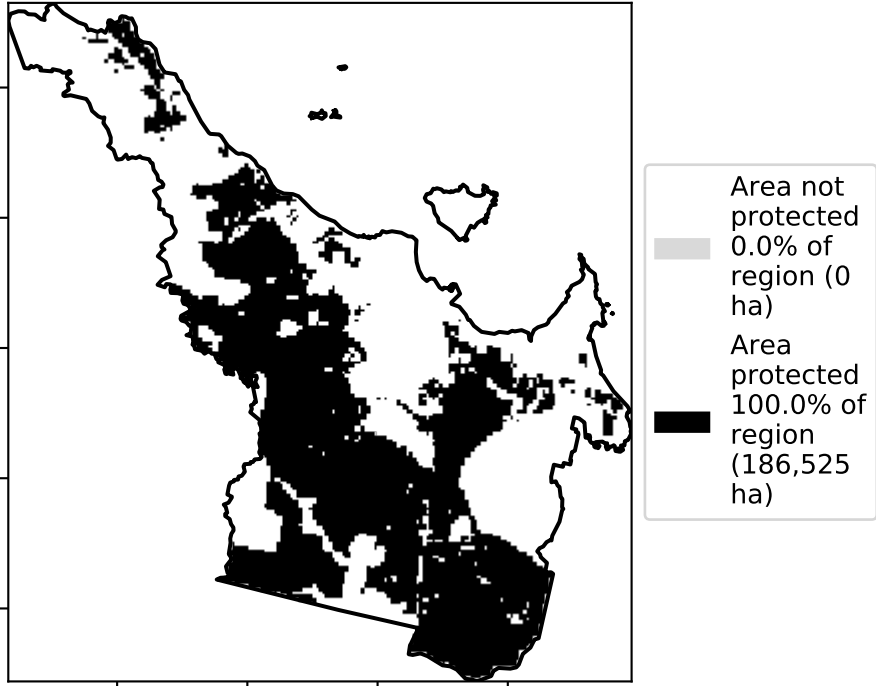 Area not
protected
0.0% of
region (0
ha)
Area
protected
100.0% of
region
(186,525
ha)